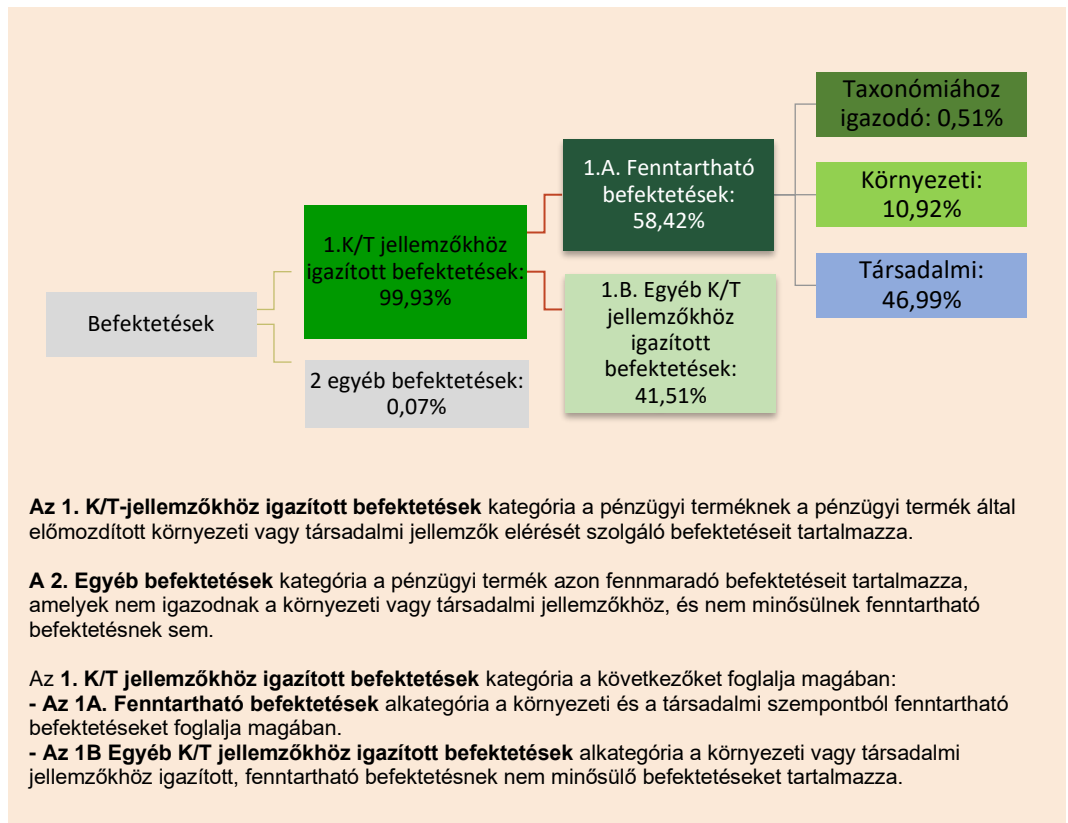 Befektetések
1.K/T jellemzőkhöz
igazított befektetések:
99,93%
2 egyéb befektetések:
0,07%
1.A. Fenntartható
befektetések:
58,42%
1.B. Egyéb K/T
jellemzőkhöz
igazított
befektetések:
41,51%
Taxonómiához
igazodó: 0,51%
Környezeti:
10,92%
Társadalmi:
46,99%
Az 1. K/T-jellemzőkhöz igazított befektetések kategória a pénzügyi terméknek a pénzügyi termék által
előmozdított környezeti vagy társadalmi jellemzők elérését szolgáló befektetéseit tartalmazza.
A 2. Egyéb befektetések kategória a pénzügyi termék azon fennmaradó befektetéseit tartalmazza,
amelyek nem igazodnak a környezeti vagy társadalmi jellemzőkhöz, és nem minősülnek fenntartható
befektetésnek sem.
Az 1. K/T jellemzőkhöz igazított befektetések kategória a következőket foglalja magában:
- Az 1A. Fenntartható befektetések alkategória a környezeti és a társadalmi szempontból fenntartható
befektetéseket foglalja magában.
- Az 1B Egyéb K/T jellemzőkhöz igazított befektetések alkategória a környezeti vagy társadalmi
jellemzőkhöz igazított, fenntartható befektetésnek nem minősülő befektetéseket tartalmazza.